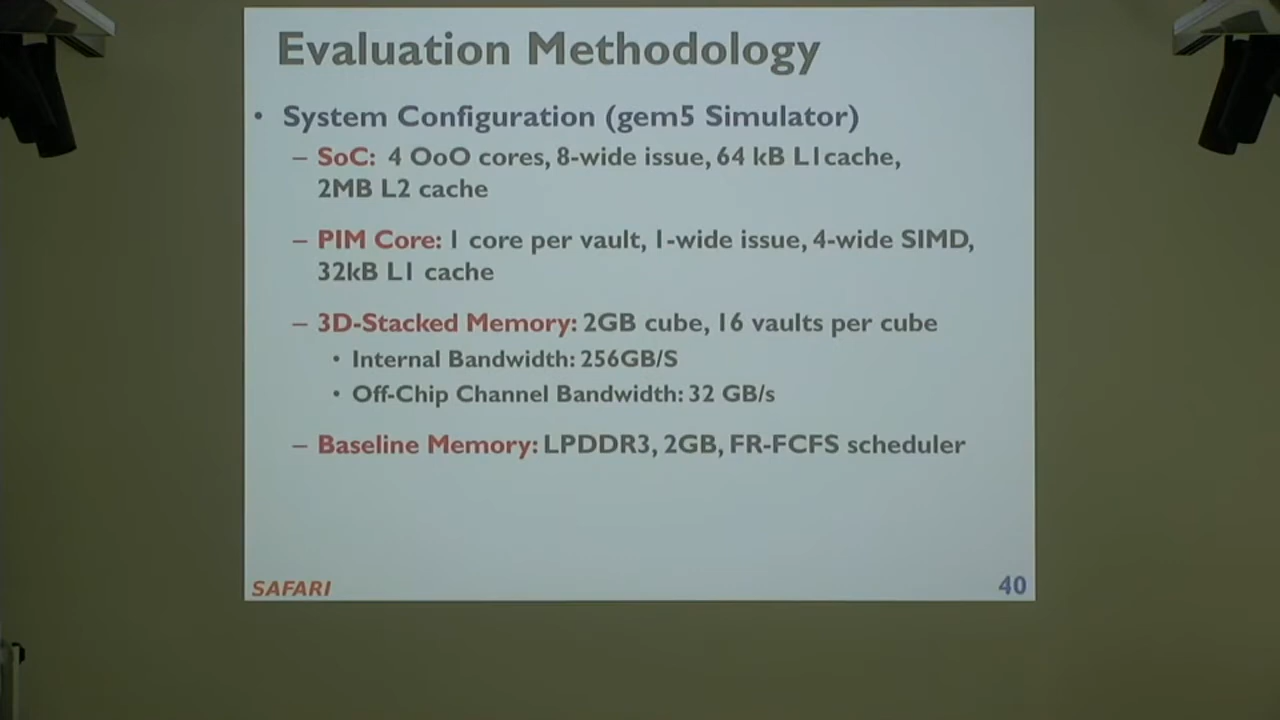 Evaluation Methodology
• System Configuration (gem5 Simulator)
– SoC: 4 OoO cores, 8-wide issue, 64 kB L1cache,
2MB L2 cache
– PIM Core: 1 core per vault, 1-wide issue, 4-wide SIMD,
32kB L1 cache
– 3D-Stacked Memory: 2GB cube, 16 vaults per cube
• Internal Bandwidth: 256GB/S
• Off-Chip Channel Bandwidth: 32 GB/s
– Baseline Memory: LPDDR3, 2GB, FR-FCFS scheduler
SAFARI
40